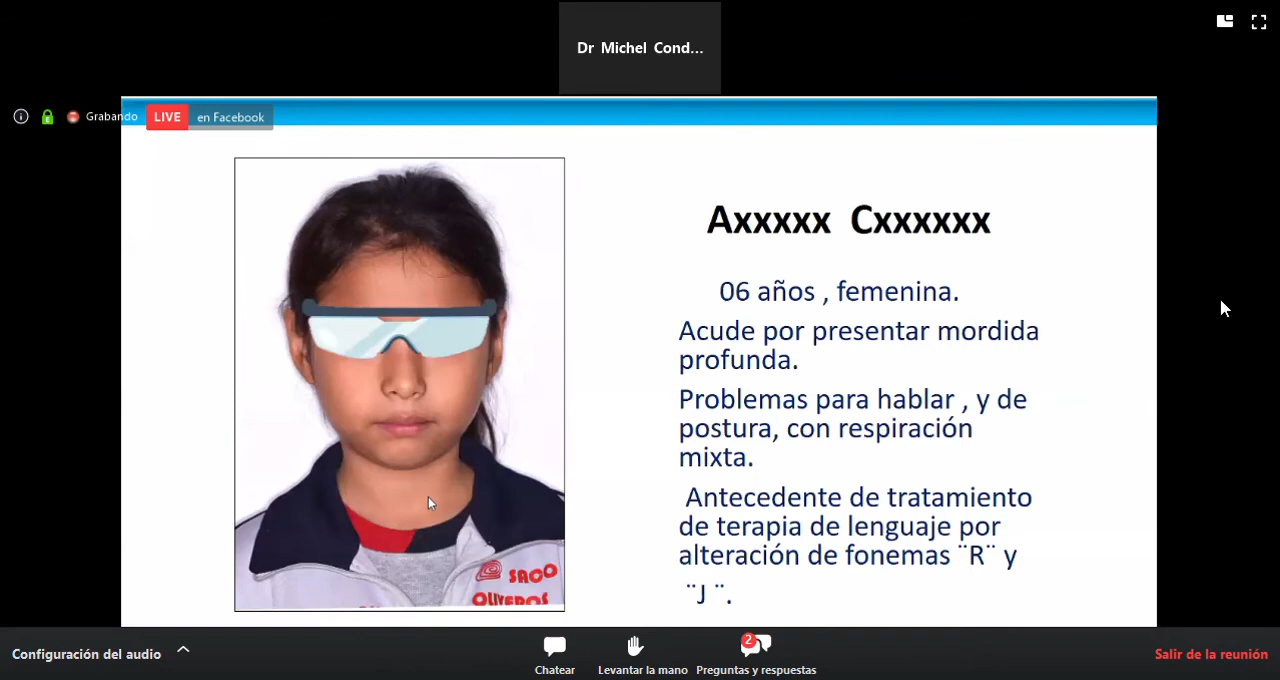 Dr Michel Cond...
Grabando
LIVE
en Facebook
Axxxxx Cxxxxxx
06 años , femenina.
Acude por presentar mordida
profunda.
Problemas para hablar , y de
postura, con respiración
mixta.
Antecedente de tratamiento
de terapia de lenguaje por
alteración de fonemas ¨R¨ y
¨J ¨.
SACO
OLIVEROS
Configuración del audio
Chatear
Levantar la mano
2
Preguntas y respuestas
Salir de la reunión